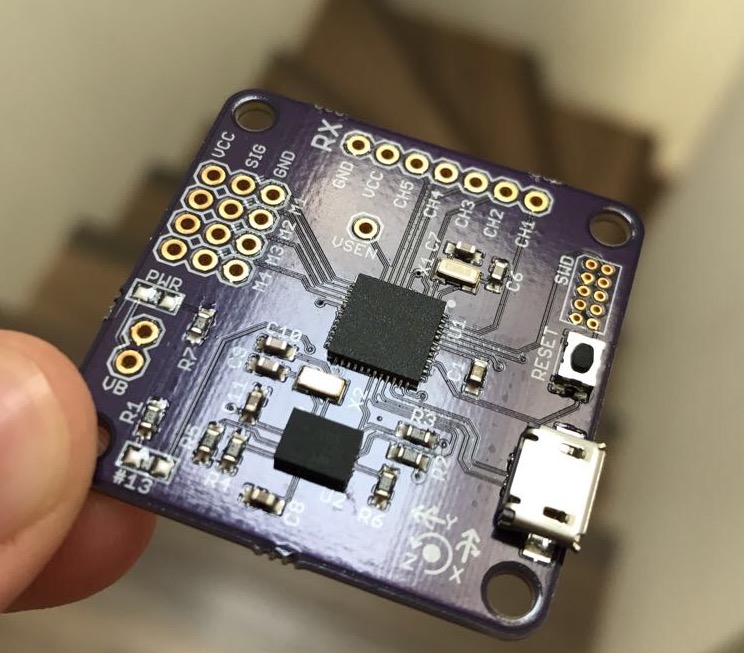 RX
VCC
SIG
GND
GND
VCC
CH5
CH4
CH3
CH2
CH1
M1
M2
M3
M4
VSEN
X1
C7
C6
SWD
PWR
U1
RESET
R7
C10
C9
C1
VB
X2
R1
R3
R5
R2
R4
#13
U2
R6
C8
Y
Z
X